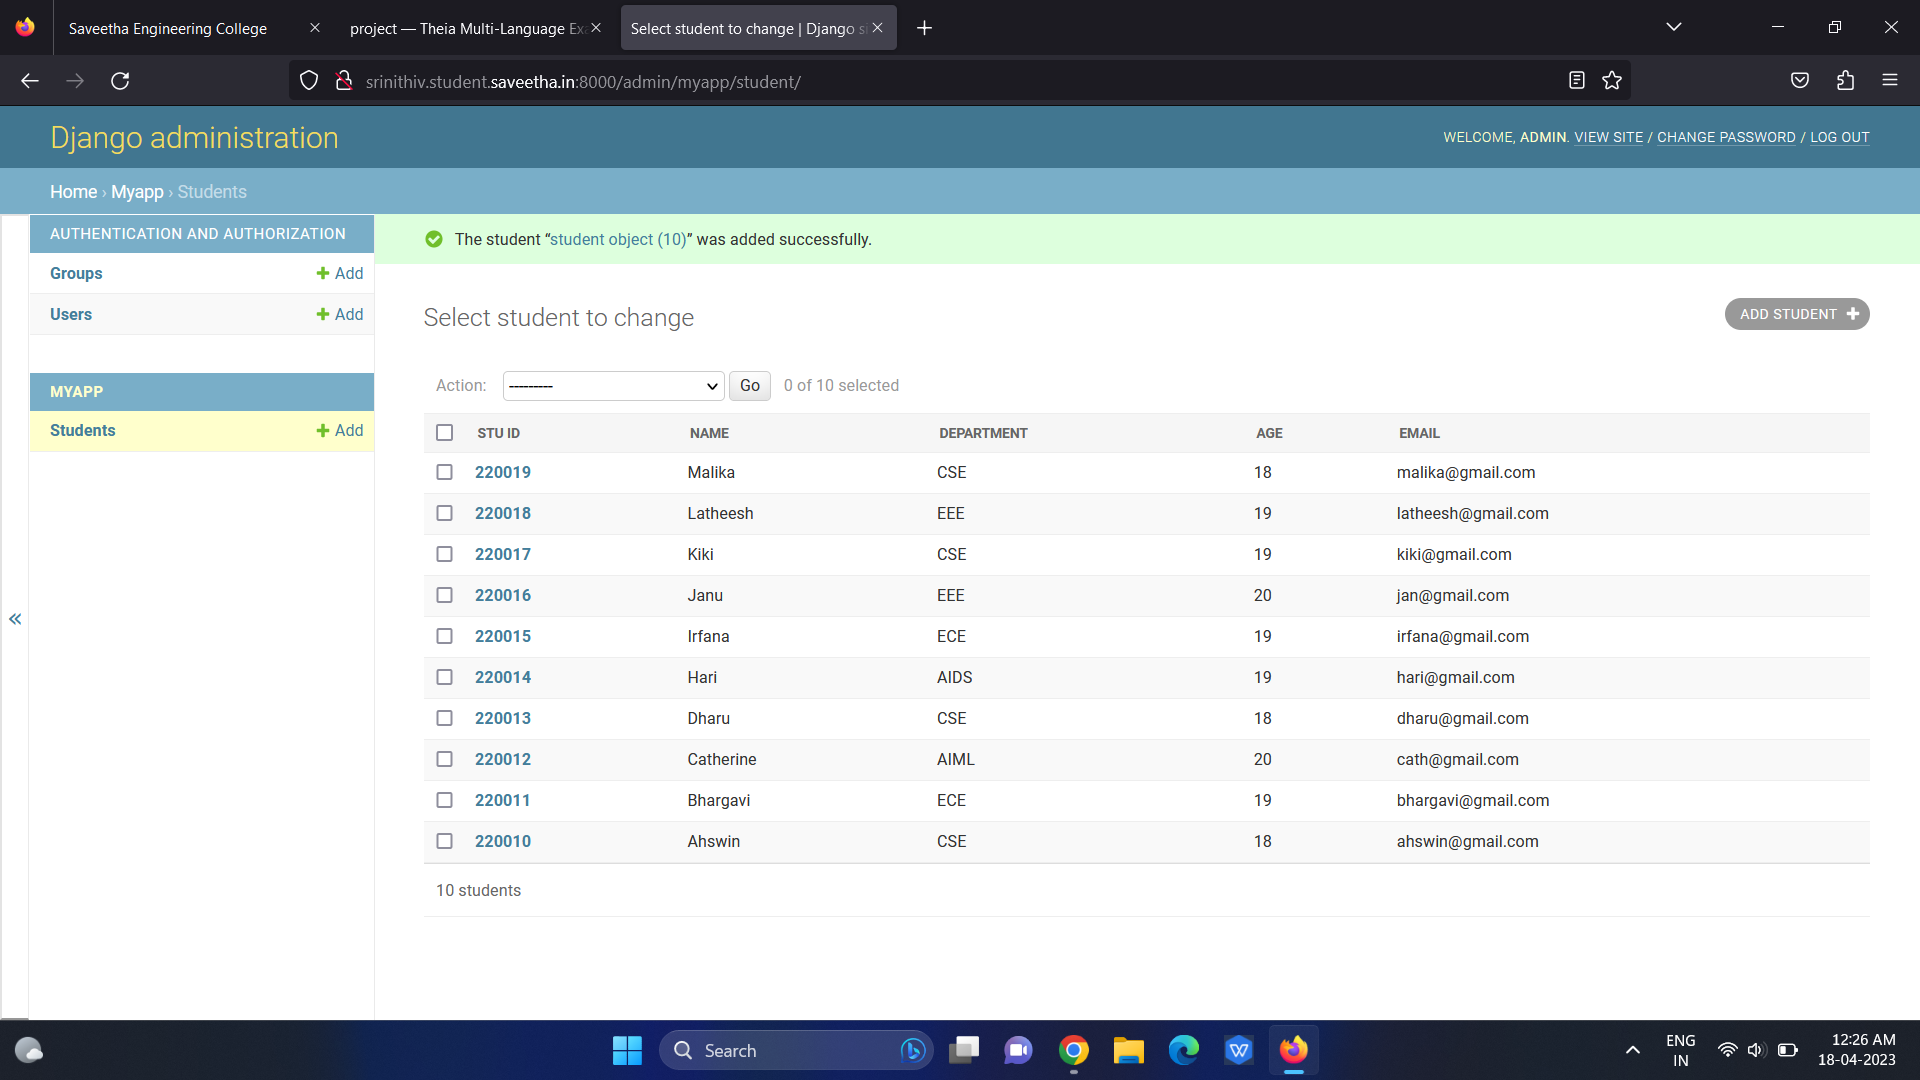 Saveetha Engineering College
project — Theia Multi-Language Ex
Select student to change | Django si
srinithiv.student.saveetha.in:8000/admin/myapp/student/
Django administration
WELCOME, ADMIN. VIEW SITE / CHANGE PASSWORD / LOG OUT
Home › Myapp › Students
AUTHENTICATION AND AUTHORIZATION
Groups + Add
Users + Add
MYAPP
Students + Add
The student “student object (10)” was added successfully.
Select student to change
ADD STUDENT +
Action: --------- Go 0 of 10 selected
STU ID NAME DEPARTMENT AGE EMAIL
220019 Malika CSE 18 malika@gmail.com
220018 Latheesh EEE 19 latheesh@gmail.com
220017 Kiki CSE 19 kiki@gmail.com
220016 Janu EEE 20 jan@gmail.com
220015 Irfana ECE 19 irfana@gmail.com
220014 Hari AIDS 19 hari@gmail.com
220013 Dharu CSE 18 dharu@gmail.com
220012 Catherine AIML 20 cath@gmail.com
220011 Bhargavi ECE 19 bhargavi@gmail.com
220010 Ahswin CSE 18 ahswin@gmail.com
10 students
«
Search
ENG
IN
12:26 AM
18-04-2023